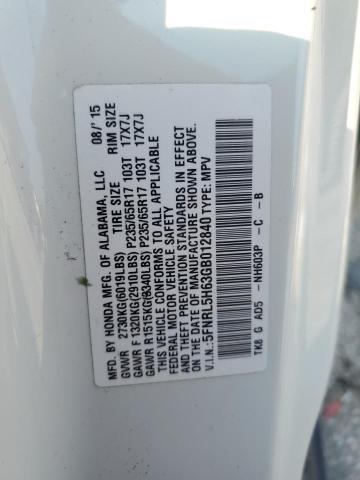 MFD. BY HONDA MFG. OF ALABAMA, LLC 08/'15
GVWR 2730KG(6019LBS) TIRE SIZE RIM SIZE
GAWR F 1320KG(2910LBS) P235/65R17 103T 17X7J
GAWR R 1515KG(3340LBS) P235/65R17 103T 17X7J
THIS VEHICLE CONFORMS TO ALL APPLICABLE
FEDERAL MOTOR VEHICLE SAFETY
AND THEFT PREVENTION STANDARDS IN EFFECT
ON THE DATE OF MANUFACTURE SHOWN ABOVE.
V.I.N.: 5FNRL5H63GB012840 TYPE: MPV
TK8 G AD5 - NH603P - C - B